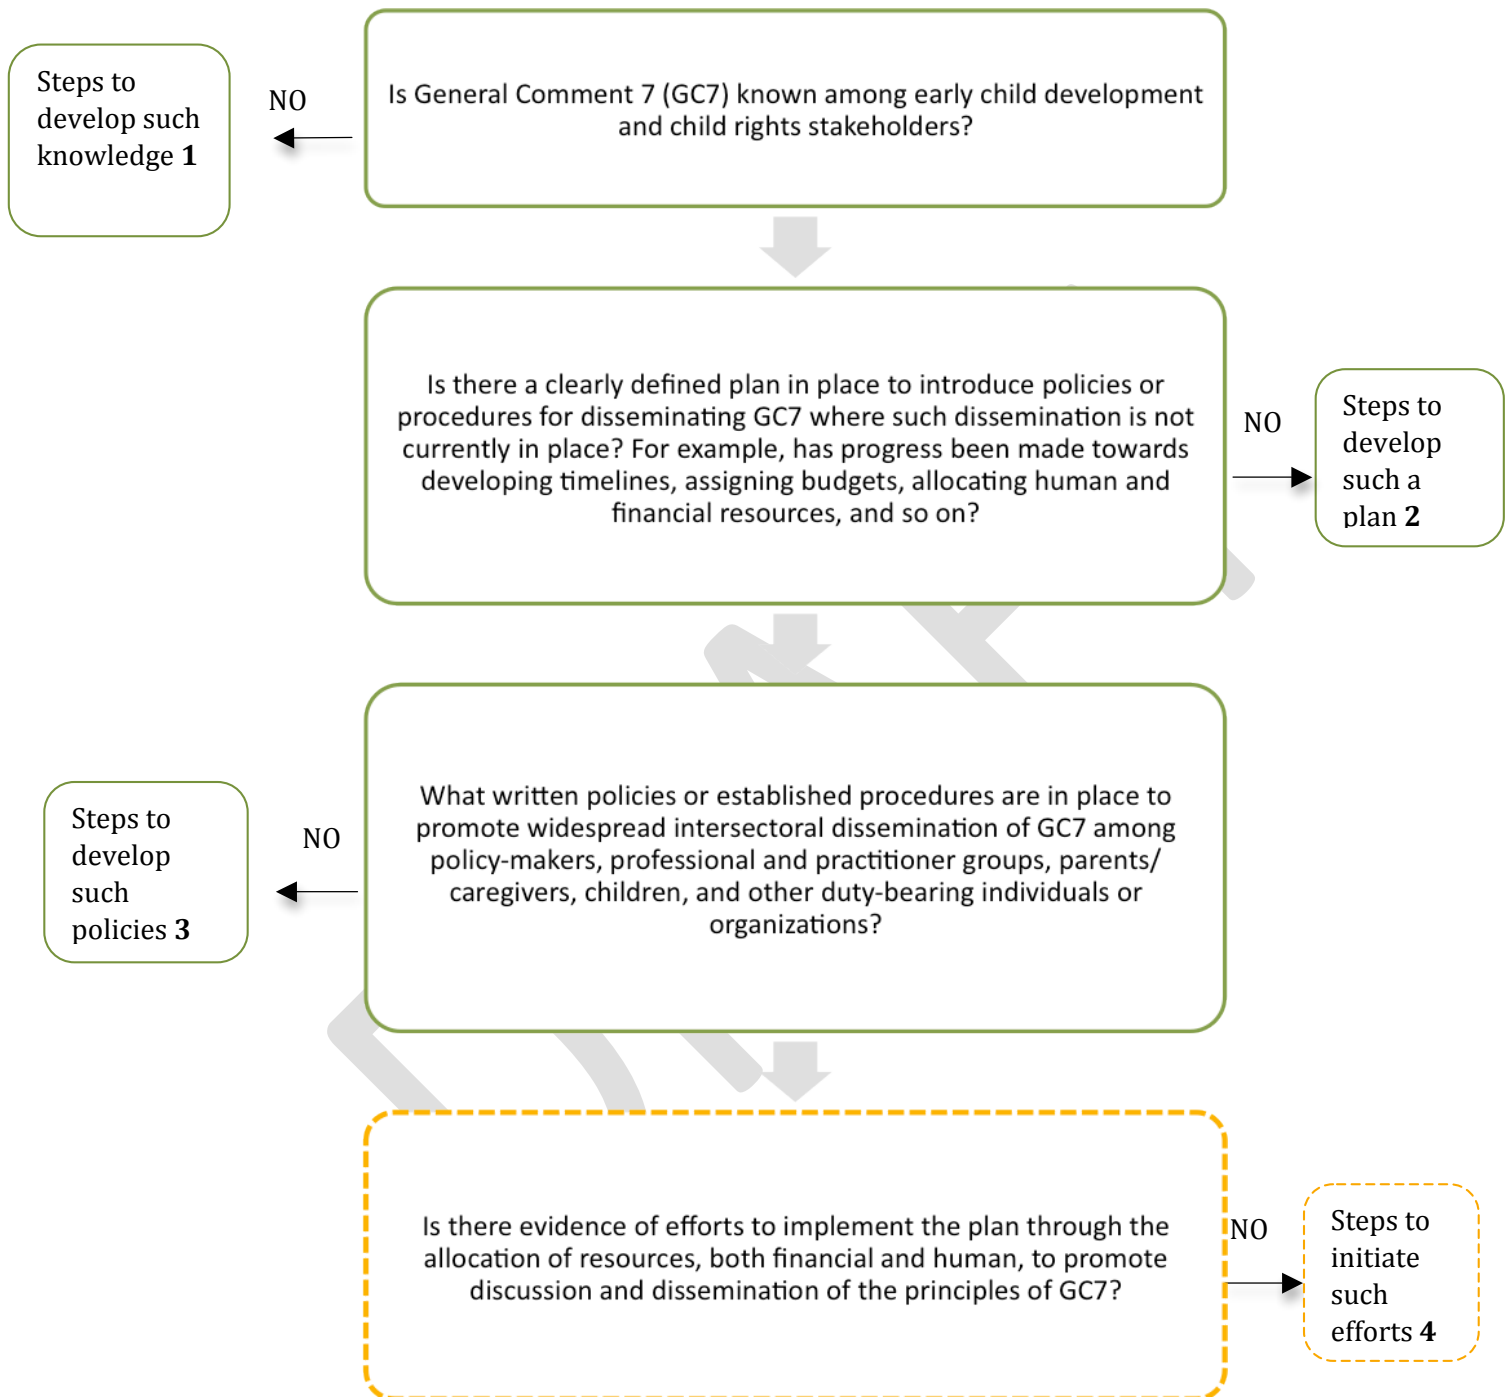 Is General Comment 7 (GC7) known among early child development
and child rights stakeholders?
NO
Steps to
develop such
knowledge 1
Is there a clearly defined plan in place to introduce policies or
procedures for disseminating GC7 where such dissemination is not
currently in place? For example, has progress been made towards
developing timelines, assigning budgets, allocating human and
financial resources, and so on?
NO
Steps to
develop
such a
plan 2
What written policies or established procedures are in place to
promote widespread intersectoral dissemination of GC7 among
policy-makers, professional and practitioner groups, parents/
caregivers, children, and other duty-bearing individuals or
organizations?
NO
Steps to
develop
such
policies 3
Is there evidence of efforts to implement the plan through the
allocation of resources, both financial and human, to promote
discussion and dissemination of the principles of GC7?
NO
Steps to
initiate
such
efforts 4